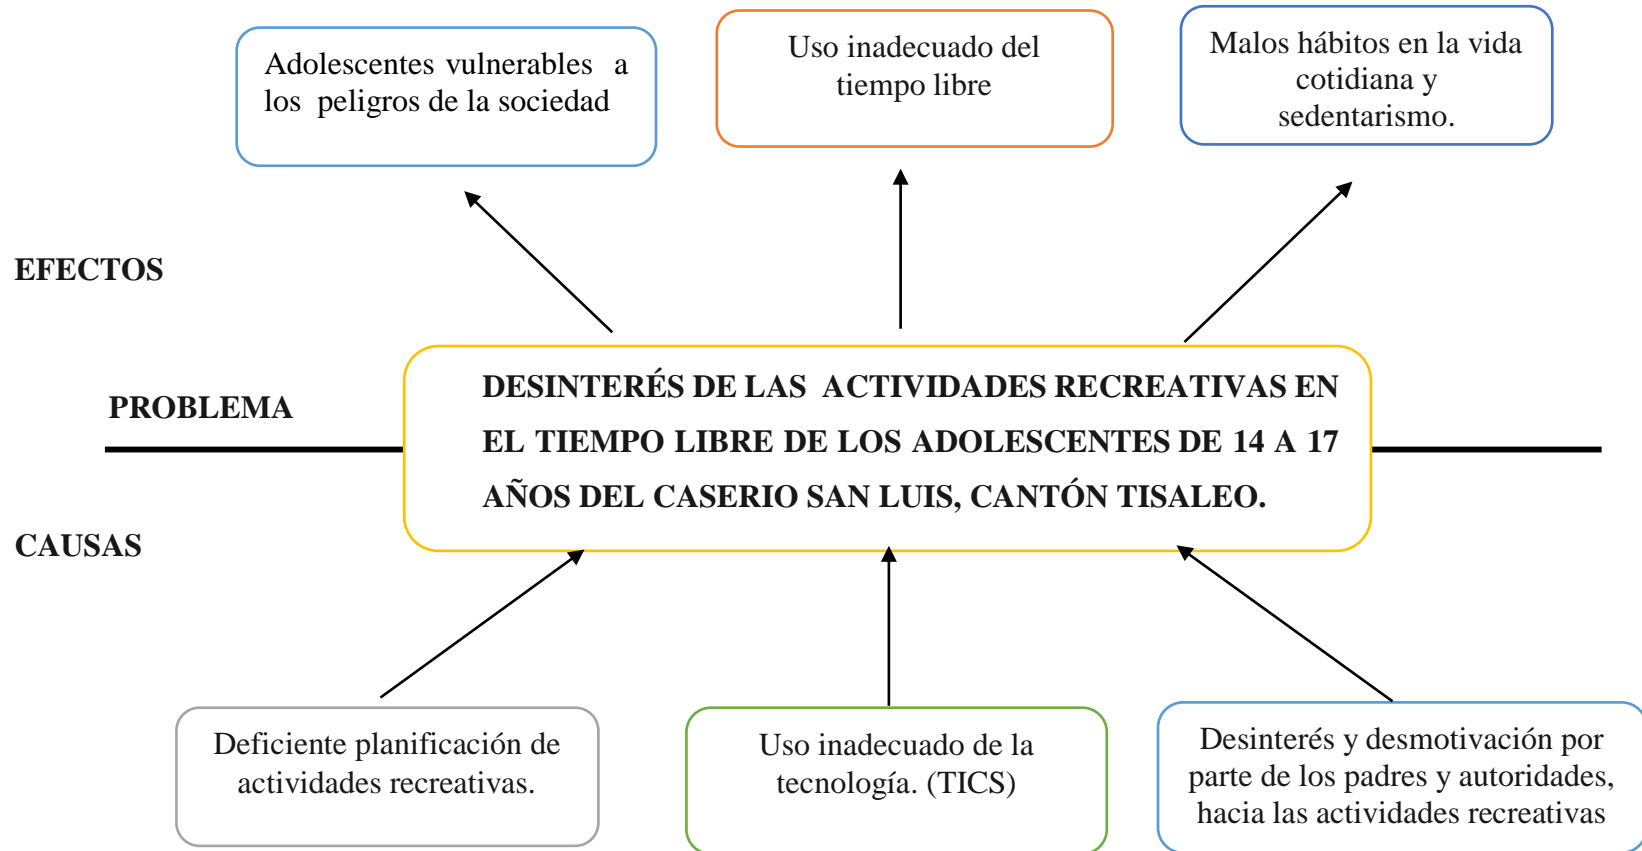 Adolescentes vulnerables a
los peligros de la sociedad
Uso inadecuado del
tiempo libre
Malos hábitos en la vida
cotidiana y
sedentarismo.
EFECTOS
PROBLEMA
DESINTERÉS DE LAS ACTIVIDADES RECREATIVAS EN
EL TIEMPO LIBRE DE LOS ADOLESCENTES DE 14 A 17
AÑOS DEL CASERIO SAN LUIS, CANTÓN TISALEO.
CAUSAS
Deficiente planificación de
actividades recreativas.
Uso inadecuado de la
tecnología. (TICS)
Desinterés y desmotivación por
parte de los padres y autoridades,
hacia las actividades recreativas